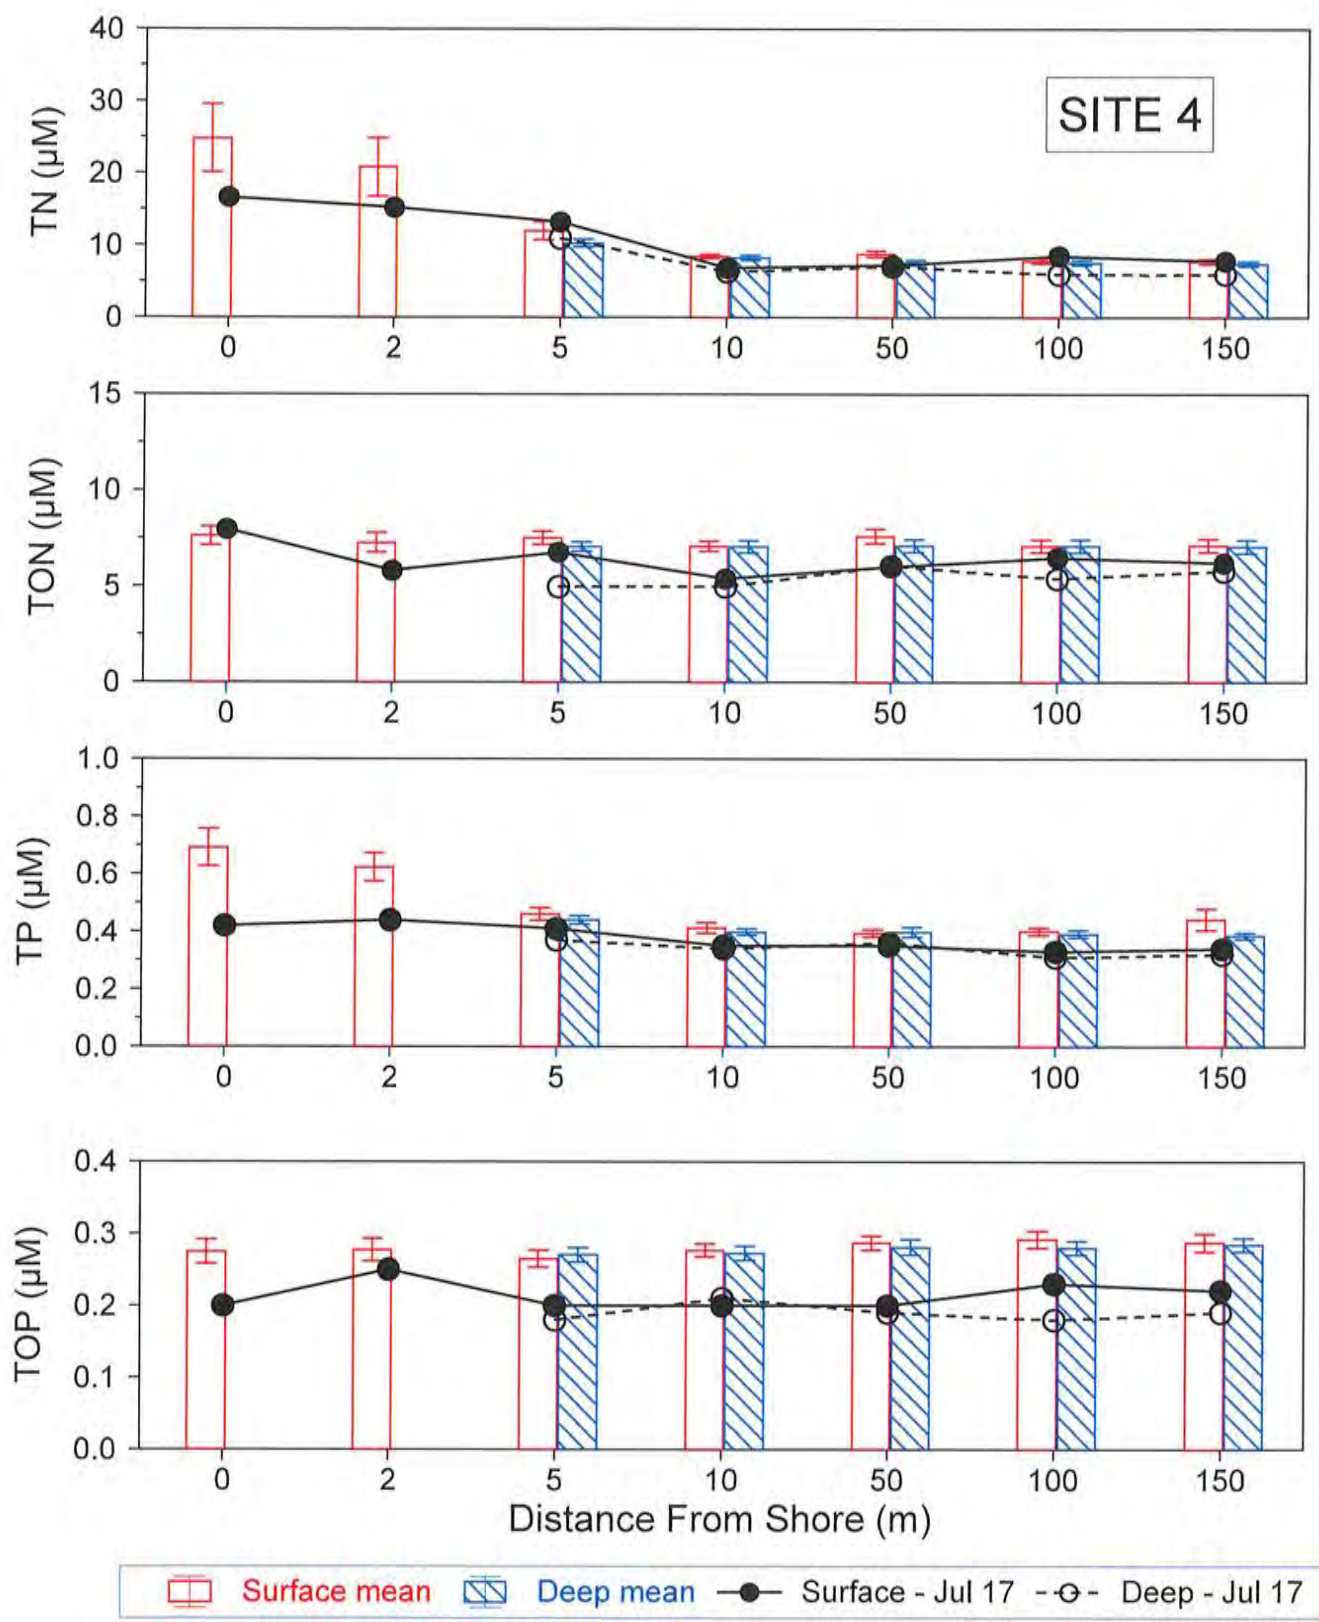 SITE 4
TN (µM)
40
30
20
10
0
0 2 5 10 50 100 150
TON (µM)
15
10
5
0
0 2 5 10 50 100 150
TP (µM)
1.0
0.8
0.6
0.4
0.2
0.0
0 2 5 10 50 100 150
TOP (µM)
0.4
0.3
0.2
0.1
0.0
0 2 5 10 50 100 150
Distance From Shore (m)
Surface mean Deep mean Surface - Jul 17 Deep - Jul 17